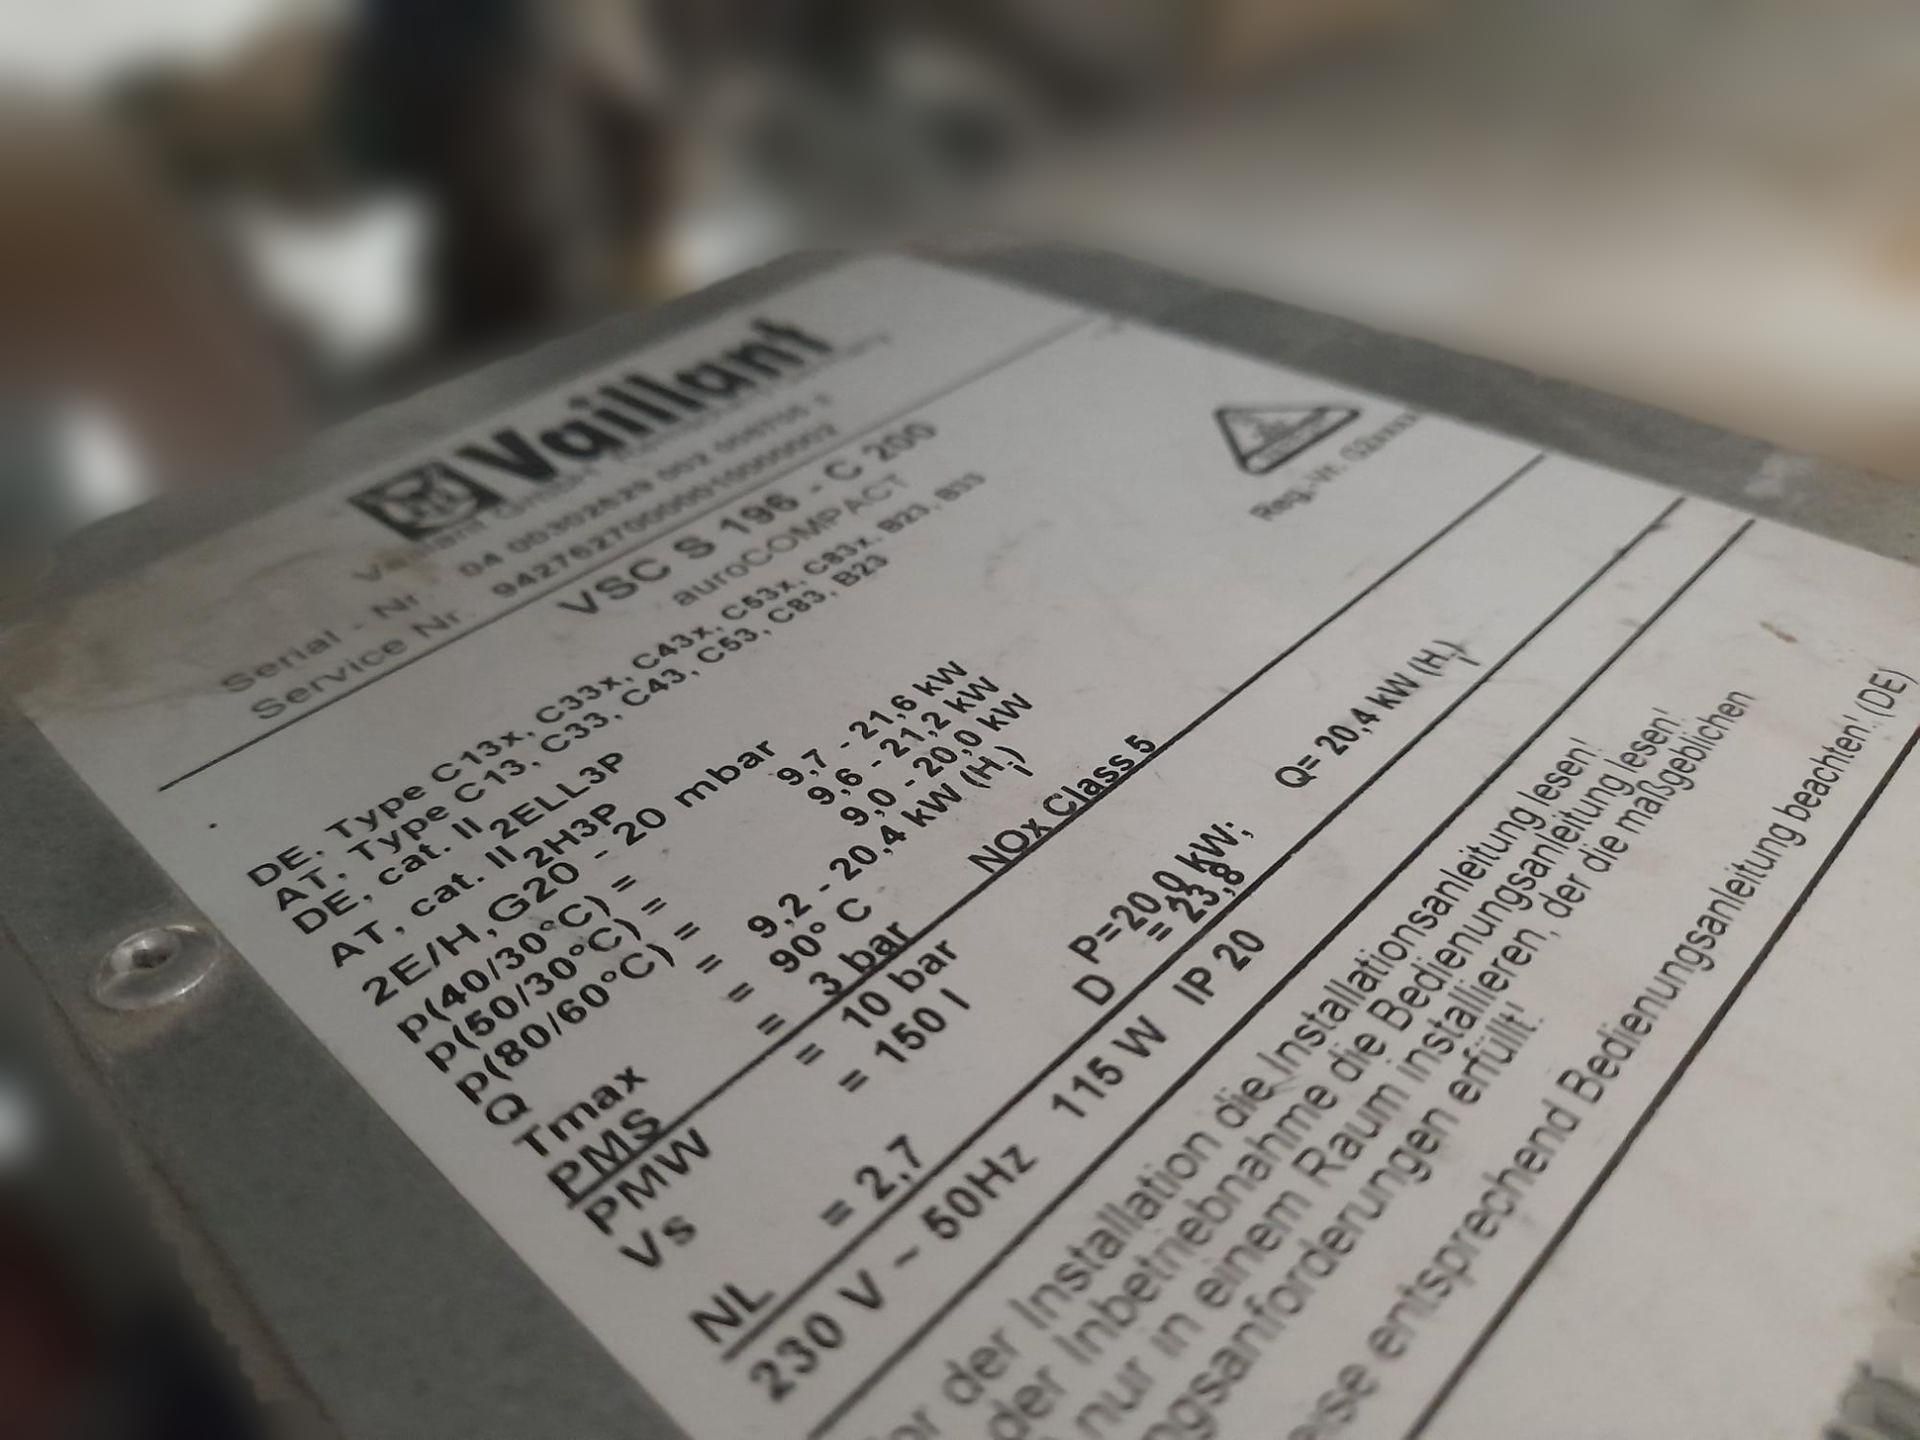 Vaillant
Serial - Nr.
Service Nr.
VSC S 196 - C 200
auroCOMPACT
Reg.-Nr. G2xxxx
DE, Type C13x, C33x, C43x, C53x, C83x, B23, B33
AT, Type C13, C33, C43, C53, C83, B23
DE, cat. II 2ELL3P
AT, cat. II 2H3P
2E/H, G20 - 20 mbar
p(40/30°C) = 9,7 - 21,6 kW
p(50/30°C) = 9,6 - 21,2 kW
p(80/60°C) = 9,0 - 20,0 kW
Q = 9,2 - 20,4 kW (Hi)
Tmax = 90° C
PMS = 3 bar NOx Class 5
PMW = 10 bar
Vs = 150 l
P=20,0 kW; Q= 20,4 kW (Hi)
NL = 2,7 D = 23,8
230 V ~ 50Hz 115 W IP 20
der Installation die Installationsanleitung lesen!
der Inbetriebnahme die Bedienungsanleitung lesen!
nur in einem Raum installieren, der die maßgeblichen
erfüllt!
entsprechend Bedienungsanleitung beachten! (DE)